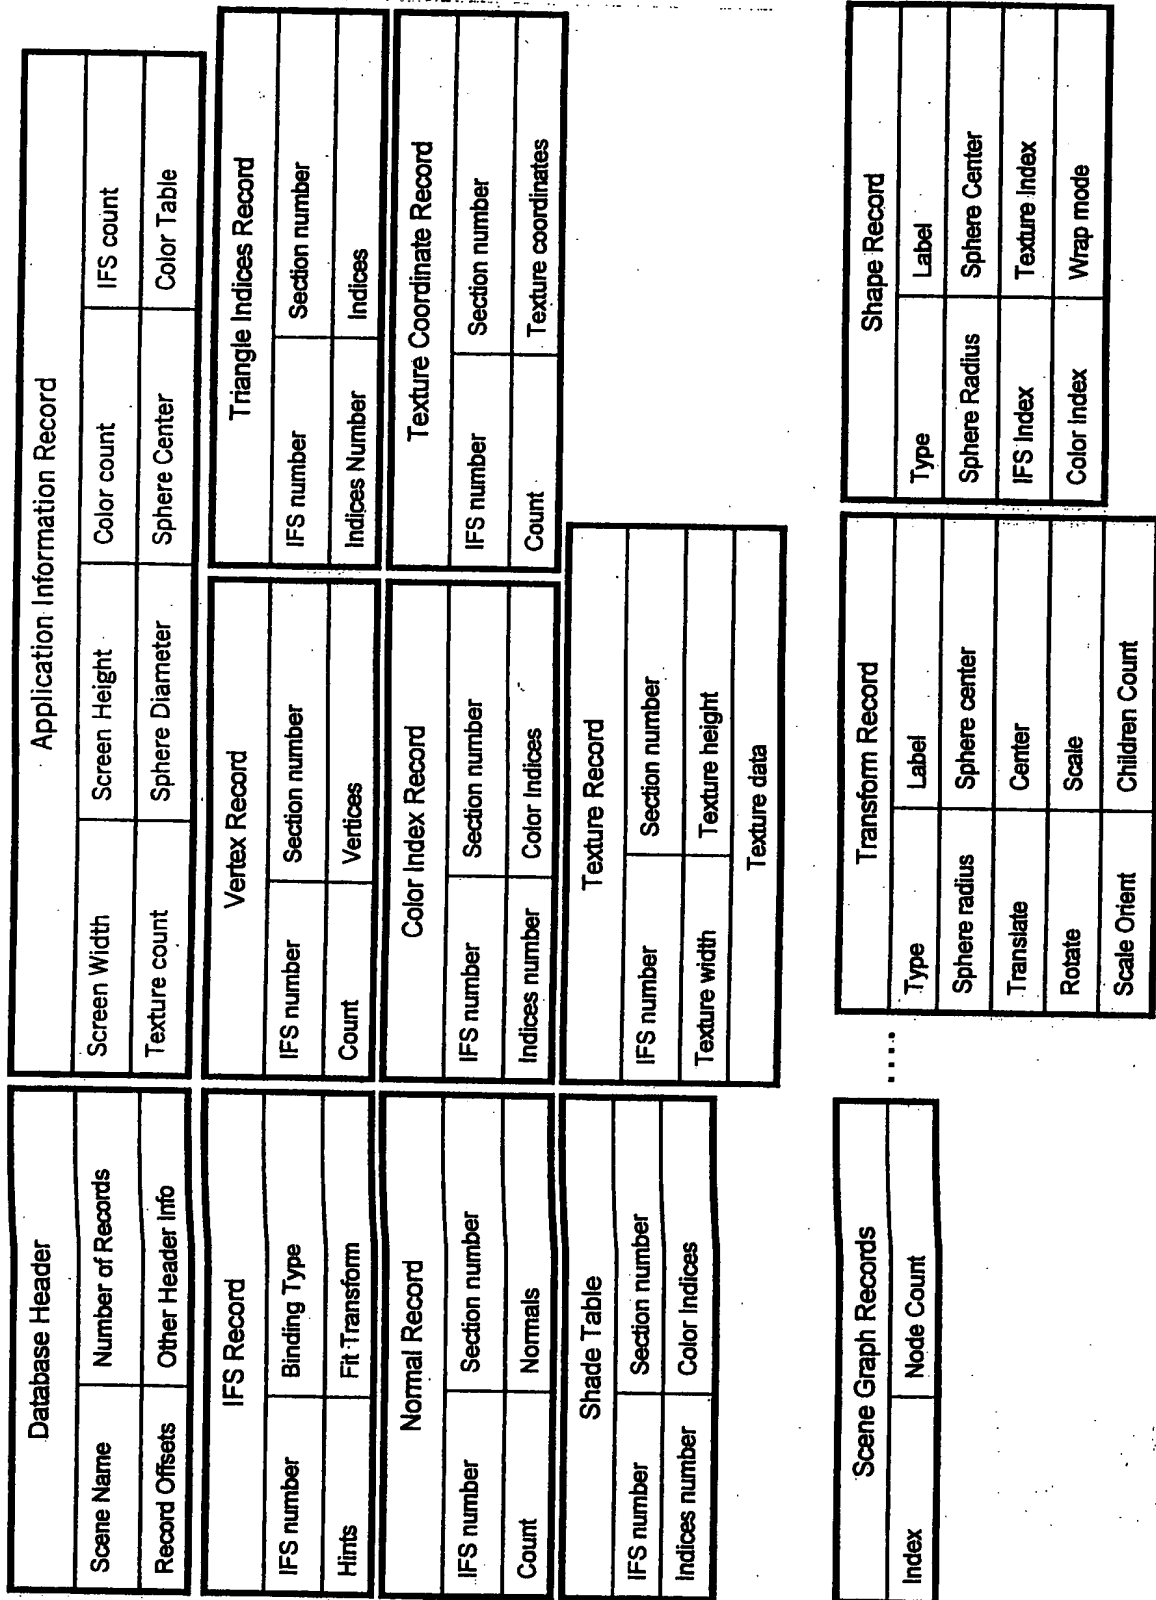 Database Header
Scene Name Number of Records
Record Offsets Other Header Info
Application Information Record
Screen Width Screen Height Color count IFS count
Texture count Sphere Diameter Sphere Center Color Table
IFS Record
IFS number Binding Type
Hints Fit Transform
Vertex Record
IFS number Section number
Count Vertices
Triangle Indices Record
IFS number Section number
Indices Number Indices
Normal Record
IFS number Section number
Count Normals
Color Index Record
IFS number Section number
Indices number Color Indices
Texture Coordinate Record
IFS number Section number
Count Texture coordinates
Shade Table
IFS number Section number
Indices number Color Indices
Texture Record
IFS number Section number
Texture width Texture height
Texture data
Scene Graph Records
Index Node Count
....
Transform Record
Type Label
Sphere radius Sphere center
Translate Center
Rotate Scale
Scale Orient Children Count
Shape Record
Type Label
Sphere Radius Sphere Center
IFS Index Texture Index
Color Index Wrap mode